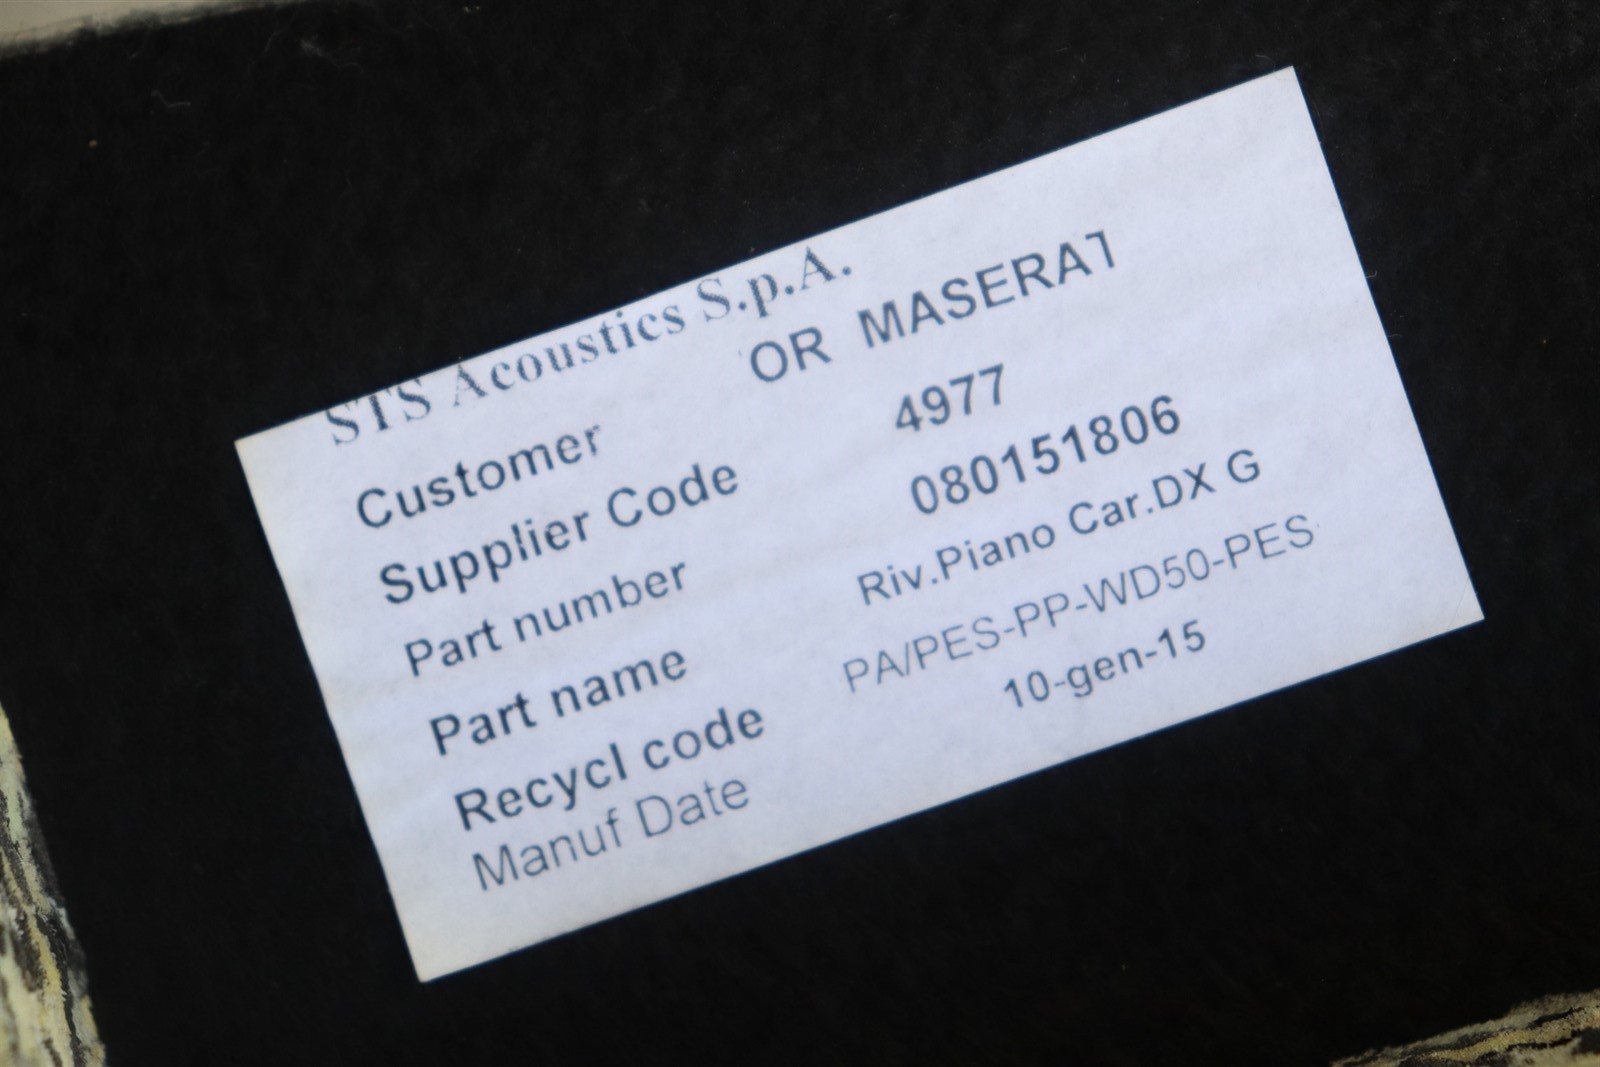 STS Acoustics S.p.A.
Customer OR MASERAT
Supplier Code 4977
Part number 080151806
Part name Riv.Piano Car.DX G
Recycl code PA/PES-PP-WD50-PES
Manuf Date 10-gen-15